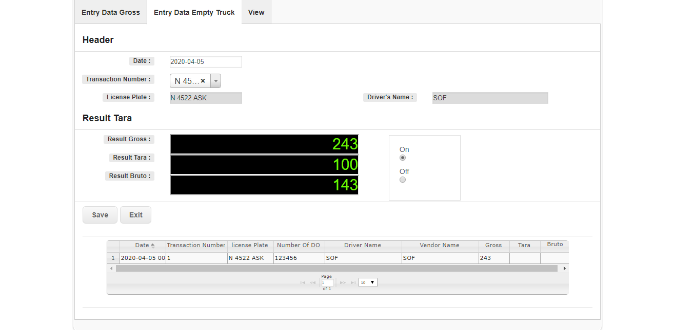 Entry Data Gross Entry Data Empty Truck View
Header
Date : 2020-04-05
Transaction Number : N 45... ×
License Plate : N 4522 ASK Driver's Name : SOF
Result Tara
Result Gross : 243
Result Tara : 100
Result Bruto : 143
On
Off
Save Exit
Date Transaction Number License Plate Number Of DO Driver Name Vendor Name Gross Tara Bruto
1 2020-04-05 00 1 N 4522 ASK 123456 SOF SOF 243
Page
of 1